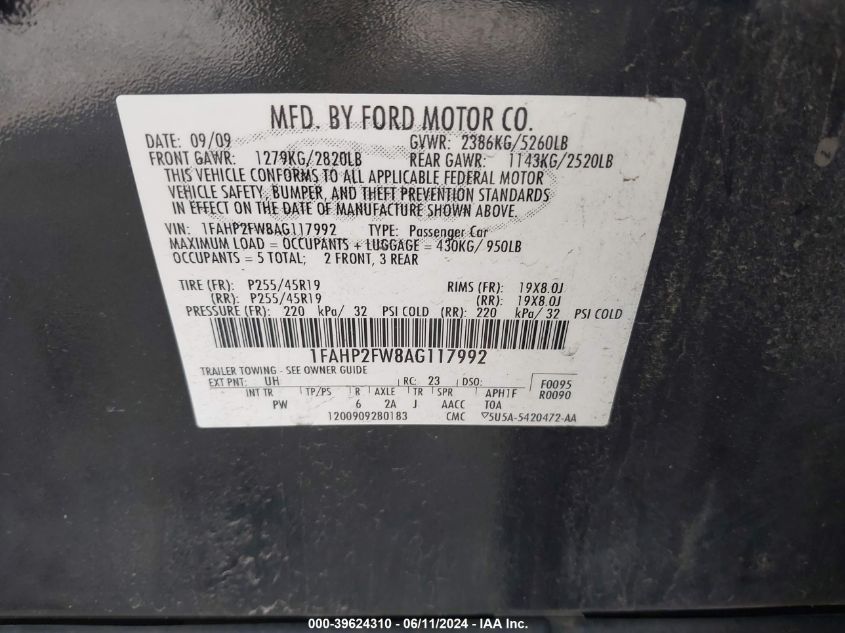 MFD. BY FORD MOTOR CO.
DATE: 09/09 GVWR: 2386KG/5260LB
FRONT GAWR: 1279KG/2820LB REAR GAWR: 1143KG/2520LB
THIS VEHICLE CONFORMS TO ALL APPLICABLE FEDERAL MOTOR
VEHICLE SAFETY, BUMPER, AND THEFT PREVENTION STANDARDS
IN EFFECT ON THE DATE OF MANUFACTURE SHOWN ABOVE.
VIN: 1FAHP2FW8AG117992 TYPE: Passenger Car
MAXIMUM LOAD = OCCUPANTS + LUGGAGE = 430KG/ 950LB
OCCUPANTS = 5 TOTAL; 2 FRONT, 3 REAR
TIRE (FR): P255/45R19 RIMS (FR): 19X8.0J
(RR): P255/45R19 (RR): 19X8.0J
PRESSURE (FR): 220 kPa/ 32 PSI COLD (RR): 220 kPa/ 32 PSI COLD
1FAHP2FW8AG117992
TRAILER TOWING - SEE OWNER GUIDE
EXT PNT: UH RC: 23 DSO: F0095
INT TR TP/PS R AXLE TR SPR APH1F R0090
PW 6 2A J AACC TOA
1200909280183 CMC ▽5U5A-5420472-AA
000-39624310 - 06/11/2024 - IAA Inc.